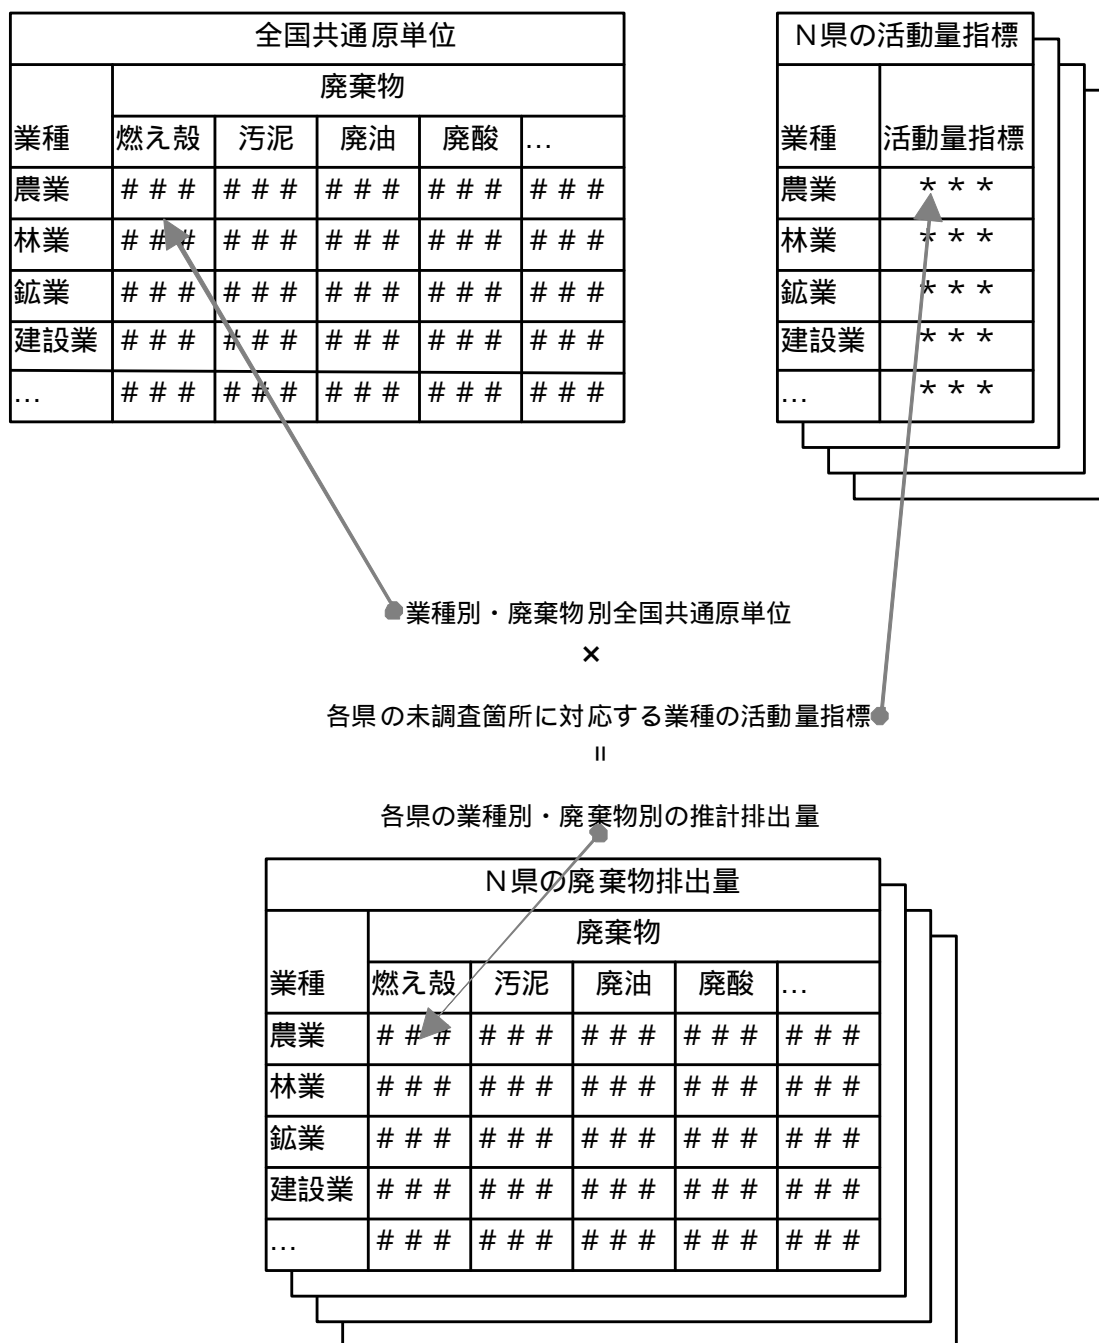 全国共通原単位
廃棄物
業種 燃え殻 汚泥 廃油 廃酸 …
農業 ### ### ### ### ###
林業 ### ### ### ### ###
鉱業 ### ### ### ### ###
建設業 ### ### ### ### ###
… ### ### ### ### ###
N県の活動量指標
業種 活動量指標
農業 ***
林業 ***
鉱業 ***
建設業 ***
… ***
業種別・廃棄物別全国共通原単位
×
各県の未調査箇所に対応する業種の活動量指標
=
各県の業種別・廃棄物別の推計排出量
N県の廃棄物排出量
廃棄物
業種 燃え殻 汚泥 廃油 廃酸 …
農業 ### ### ### ### ###
林業 ### ### ### ### ###
鉱業 ### ### ### ### ###
建設業 ### ### ### ### ###
… ### ### ### ### ###